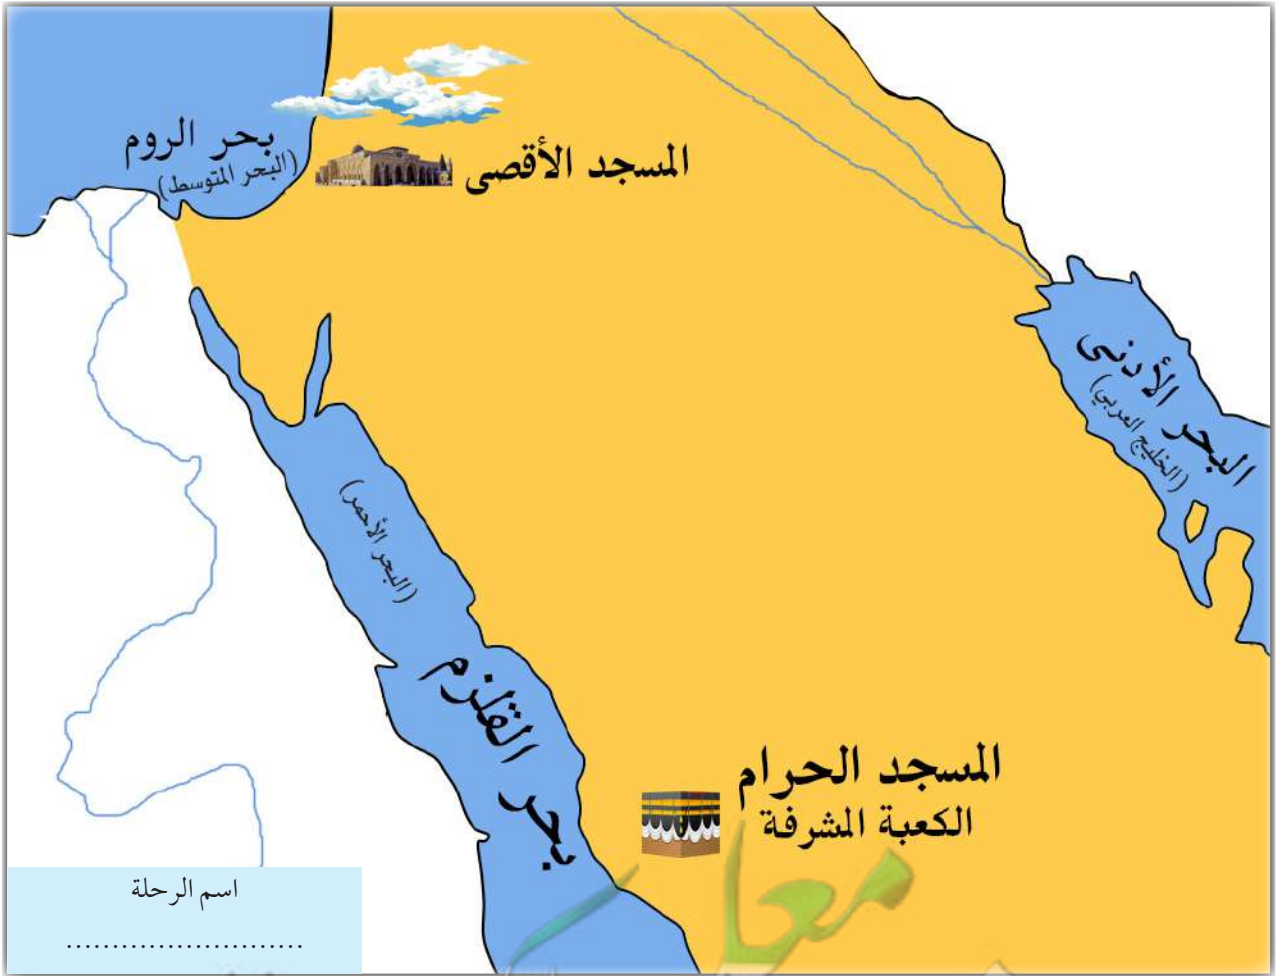 بحر الروم
(البحر المتوسط)
المسجد الأقصى
البحر الأدنى
(الخليج العربي)
(البحر الأحمر)
بحر القلزم
المسجد الحرام
الكعبة المشرفة
معا
اسم الرحلة
..........................